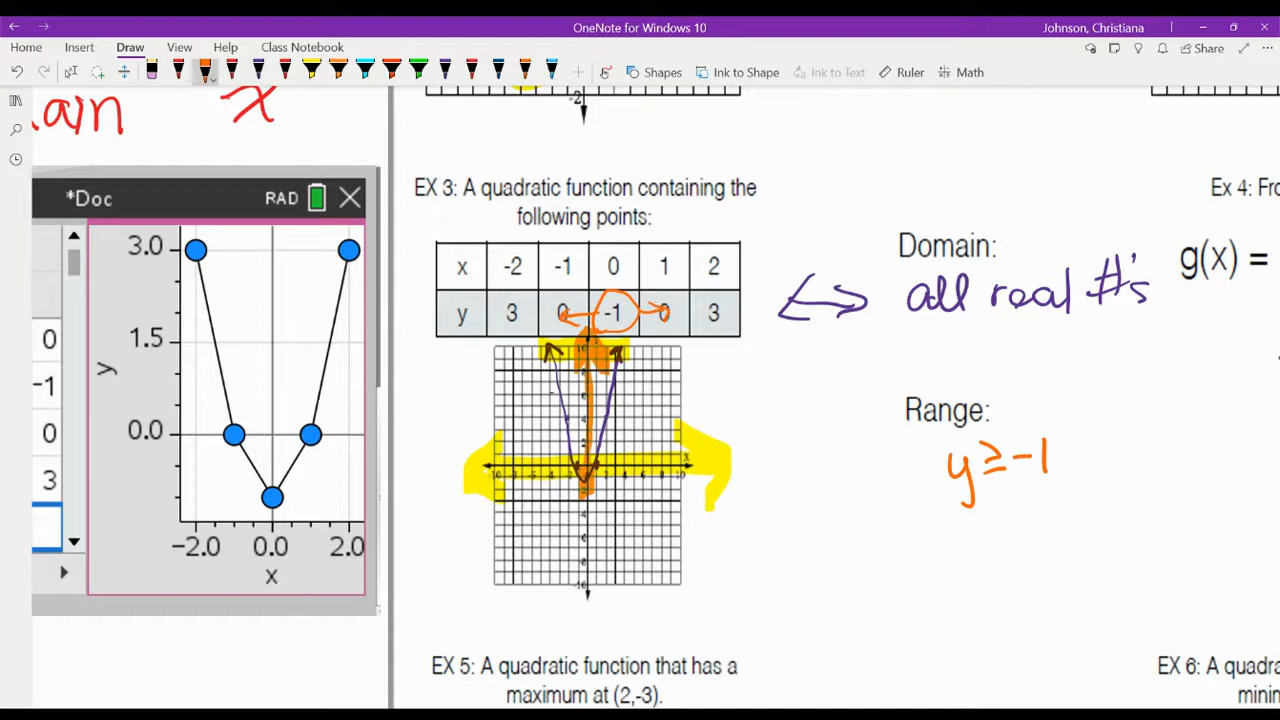 OneNote for Windows 10
Johnson, Christiana
Home Insert Draw View Help Class Notebook
Share
Shapes Ink to Shape Ink to Text Ruler Math
ain x
-2
*Doc RAD
3.0
1.5
0.0
y
-2.0 0.0 2.0
x
0
-1
0
3
EX 3: A quadratic function containing the
following points:
x -2 -1 0 1 2
y 3 0 -1 0 3
Domain:
all real #'s
Range:
y ≥ -1
g(x) =
Ex 4: Fro
EX 5: A quadratic function that has a
maximum at (2,-3).
EX 6: A quadra
minin